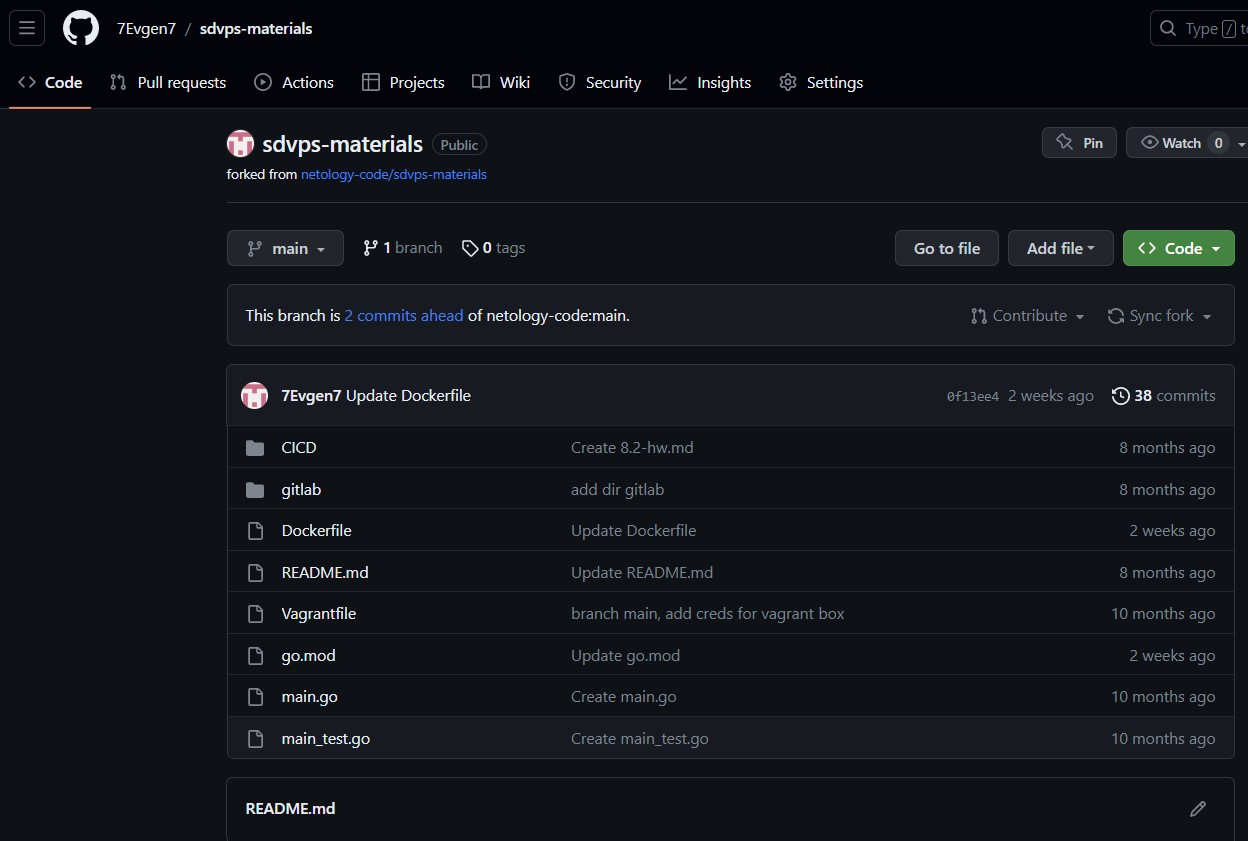 7Evgen7 / sdvps-materials
Type / to
Code Pull requests Actions Projects Wiki Security Insights Settings
sdvps-materials Public
Pin Watch 0
forked from netology-code/sdvps-materials
main 1 branch 0 tags Go to file Add file Code
This branch is 2 commits ahead of netology-code:main. Contribute Sync fork
7Evgen7 Update Dockerfile 0f13ee4 2 weeks ago 38 commits
CICD Create 8.2-hw.md 8 months ago
gitlab add dir gitlab 8 months ago
Dockerfile Update Dockerfile 2 weeks ago
README.md Update README.md 8 months ago
Vagrantfile branch main, add creds for vagrant box 10 months ago
go.mod Update go.mod 2 weeks ago
main.go Create main.go 10 months ago
main_test.go Create main_test.go 10 months ago
README.md